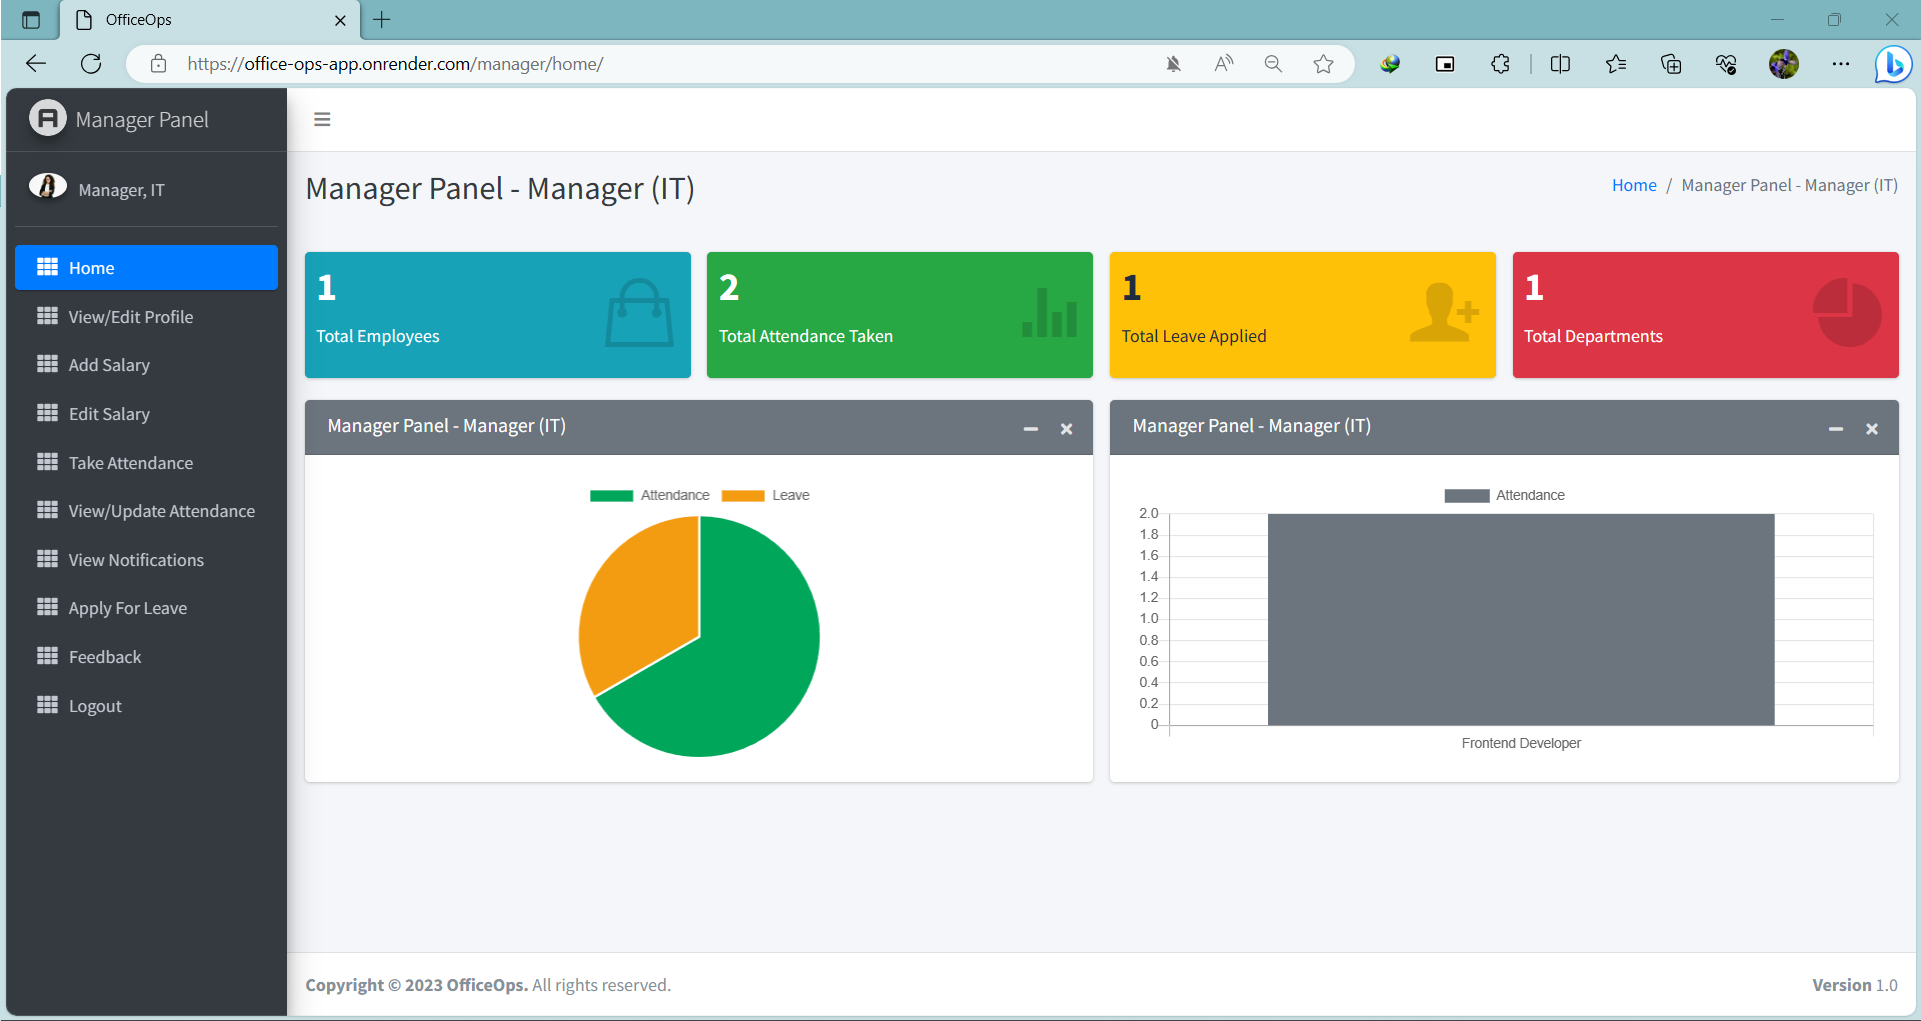 OfficeOps
https://office-ops-app.onrender.com/manager/home/
Manager Panel
Manager, IT
Home
View/Edit Profile
Add Salary
Edit Salary
Take Attendance
View/Update Attendance
View Notifications
Apply For Leave
Feedback
Logout
Manager Panel - Manager (IT)
Home / Manager Panel - Manager (IT)
1
Total Employees
2
Total Attendance Taken
1
Total Leave Applied
1
Total Departments
Manager Panel - Manager (IT)
Attendance Leave
Manager Panel - Manager (IT)
Attendance
2.0
1.8
1.6
1.4
1.2
1.0
0.8
0.6
0.4
0.2
0
Frontend Developer
Copyright © 2023 OfficeOps. All rights reserved.
Version 1.0